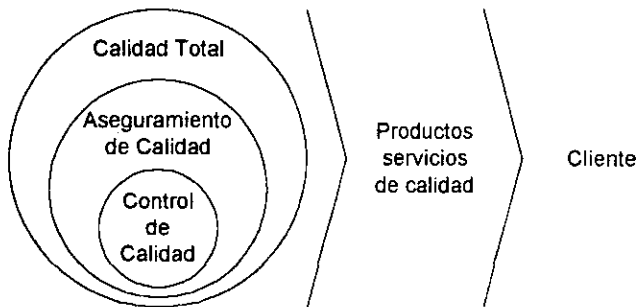 Calidad Total
Aseguramiento
de Calidad
Control
de
Calidad
Productos
servicios
de calidad
Cliente